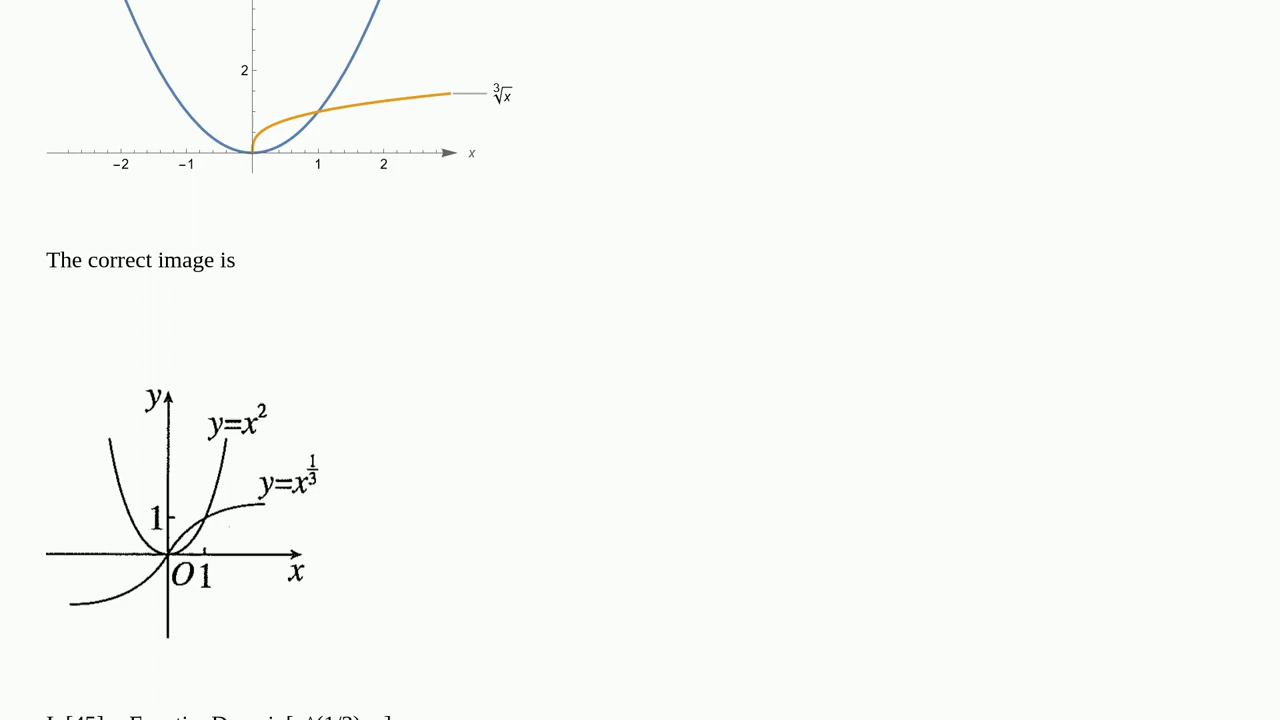 2
∛x
−2 −1 1 2 x
The correct image is
y
y=x²
y=x^(1/3)
1
O 1 x